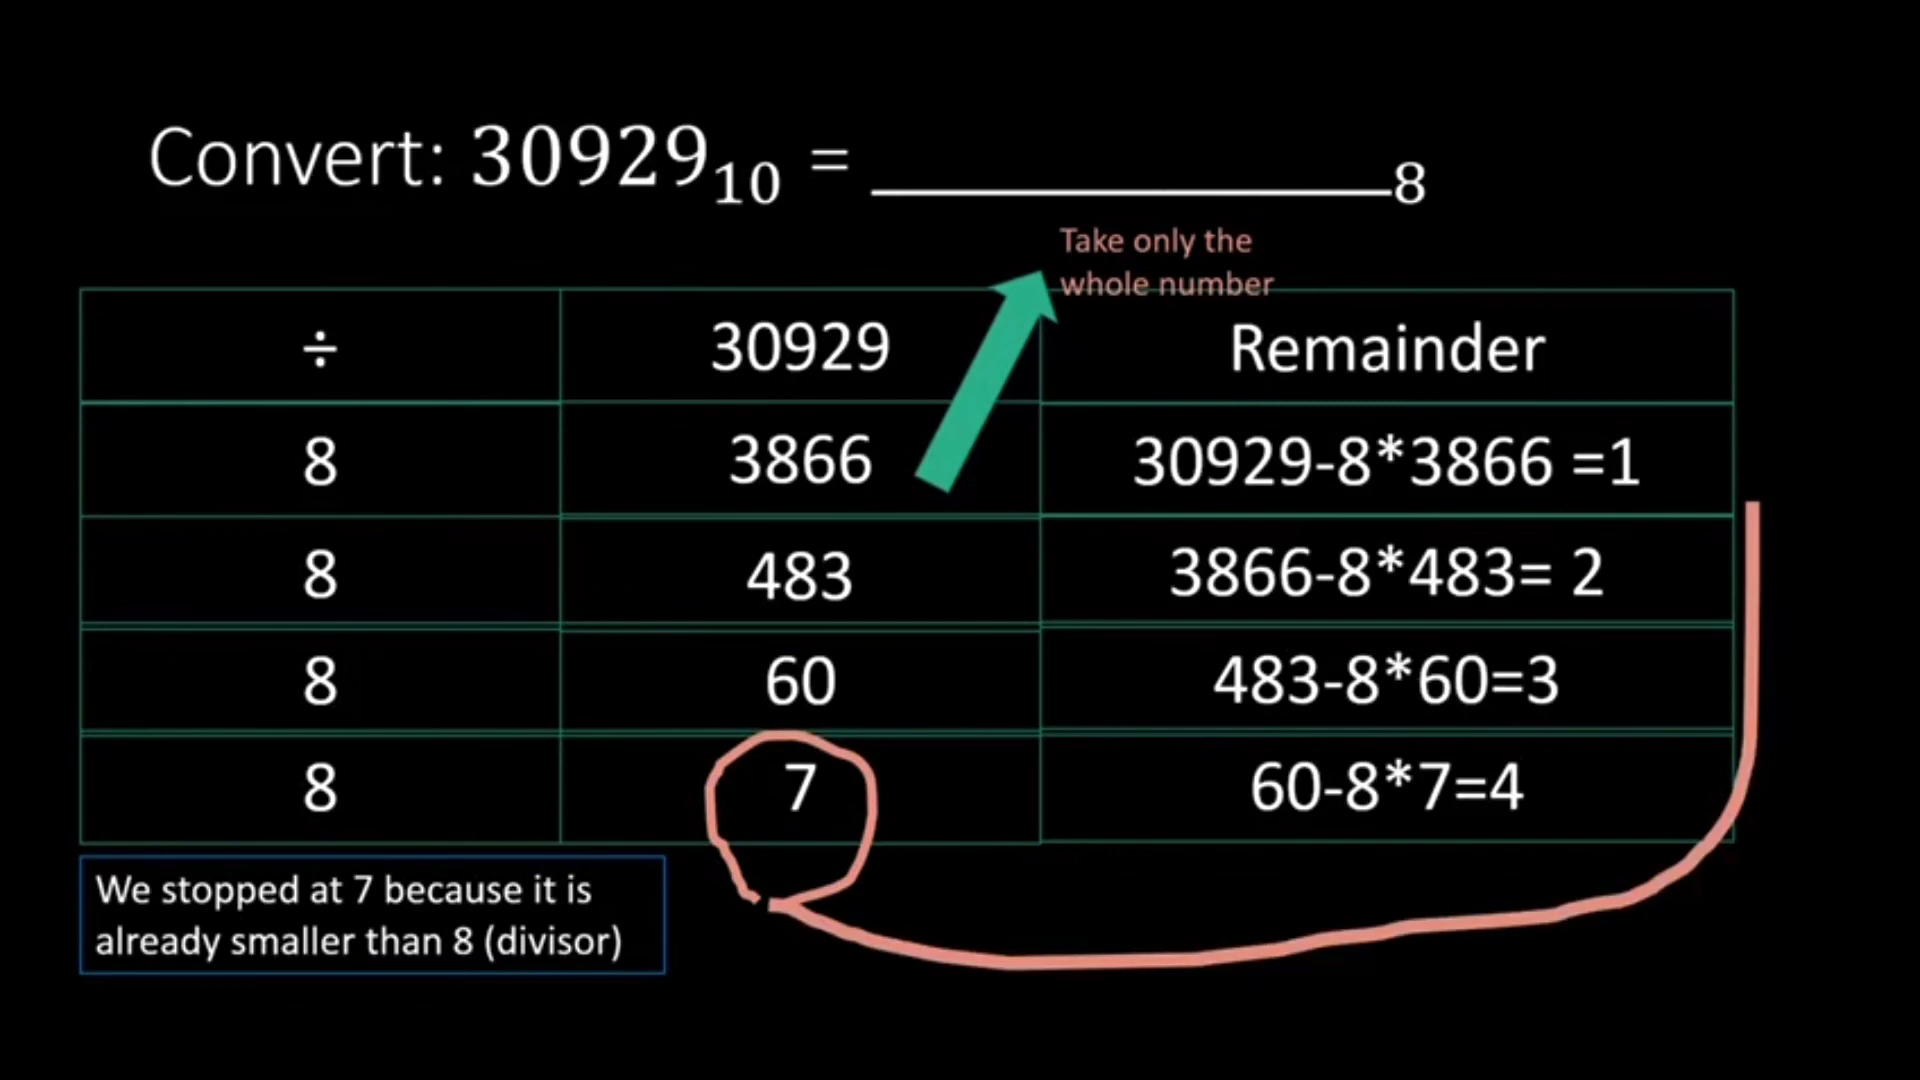 Convert: 30929₁₀ = ____________₈
Take only the
whole number
÷ 30929 Remainder
8 3866 30929-8*3866 =1
8 483 3866-8*483= 2
8 60 483-8*60=3
8 7 60-8*7=4
We stopped at 7 because it is
already smaller than 8 (divisor)